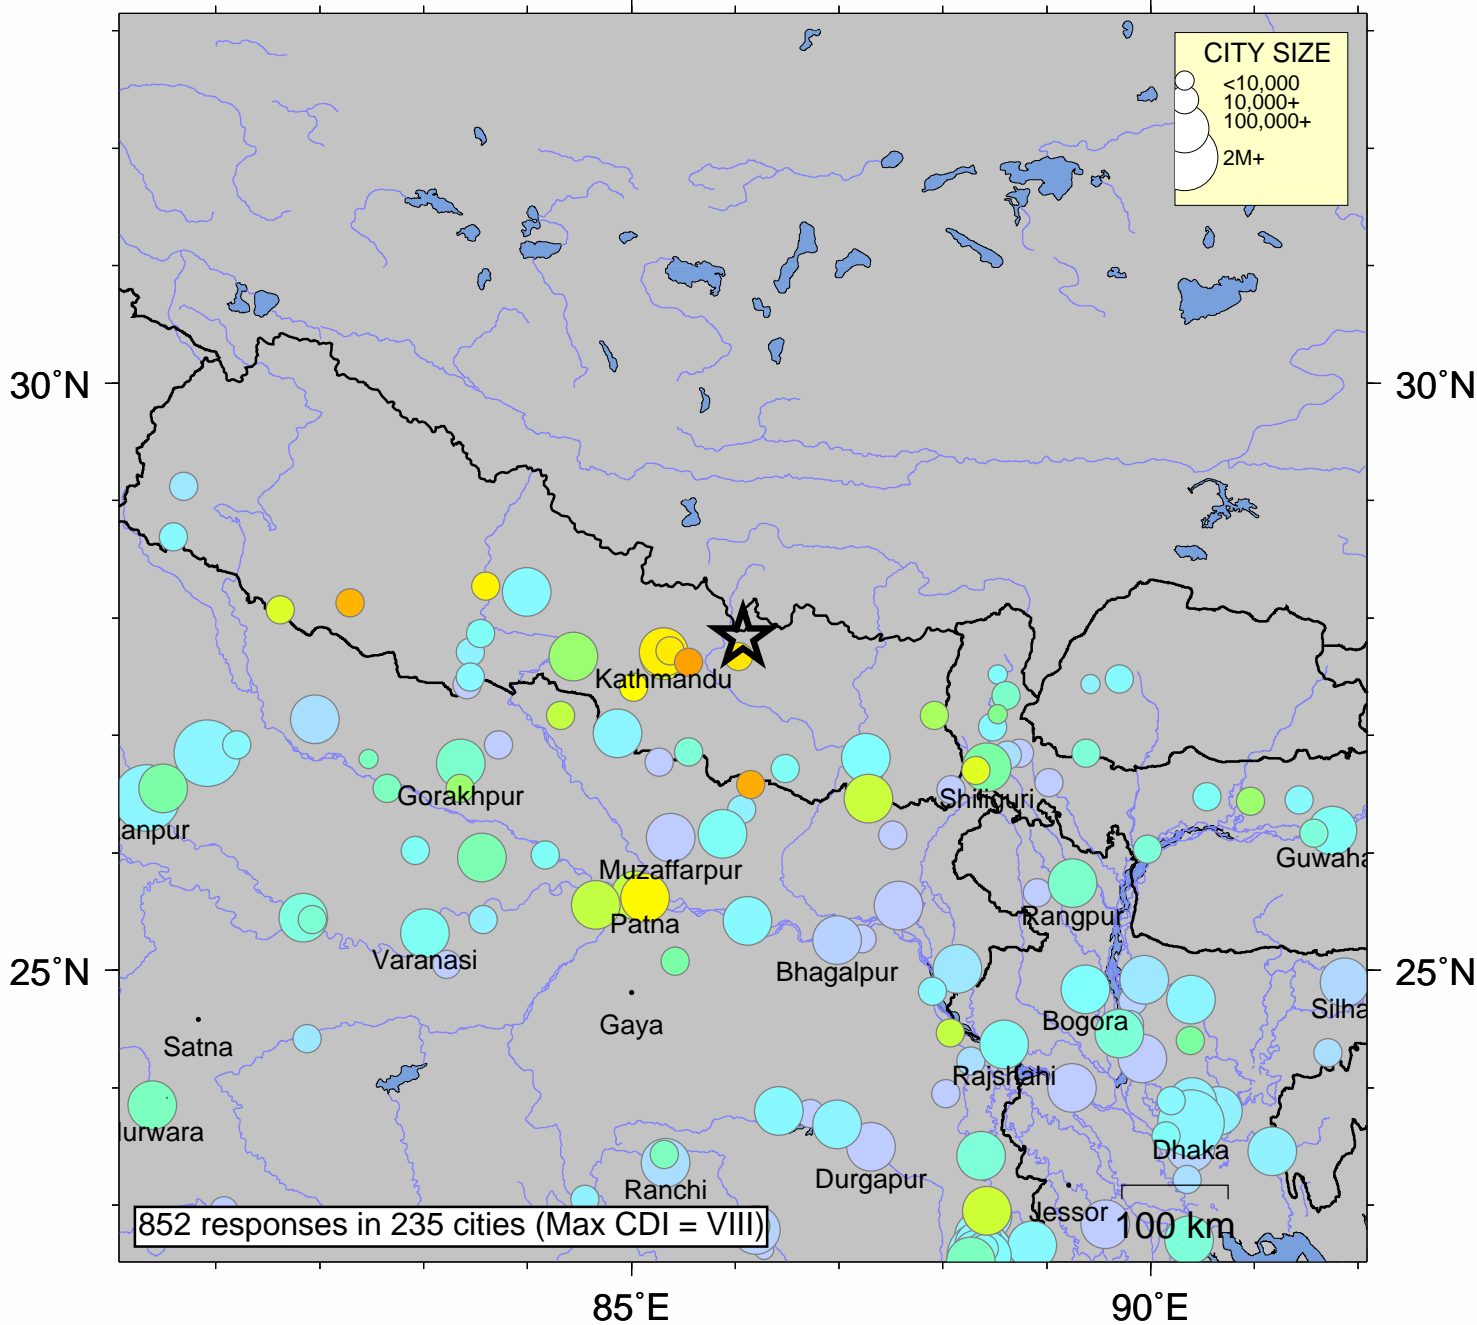 CITY SIZE
<10,000
10,000+
100,000+
2M+
30˚N
30˚N
Kathmandu
Gorakhpur
Shiliguri
anpur
Guwaha
Muzaffarpur
Patna
Rangpur
Varanasi
Bhagalpur
25˚N
25˚N
Silha
Gaya
Bogora
Satna
Rajshahi
lurwara
Dhaka
Durgapur
Ranchi
Jessor
100 km
852 responses in 235 cities (Max CDI = VIII)
85˚E
90˚E